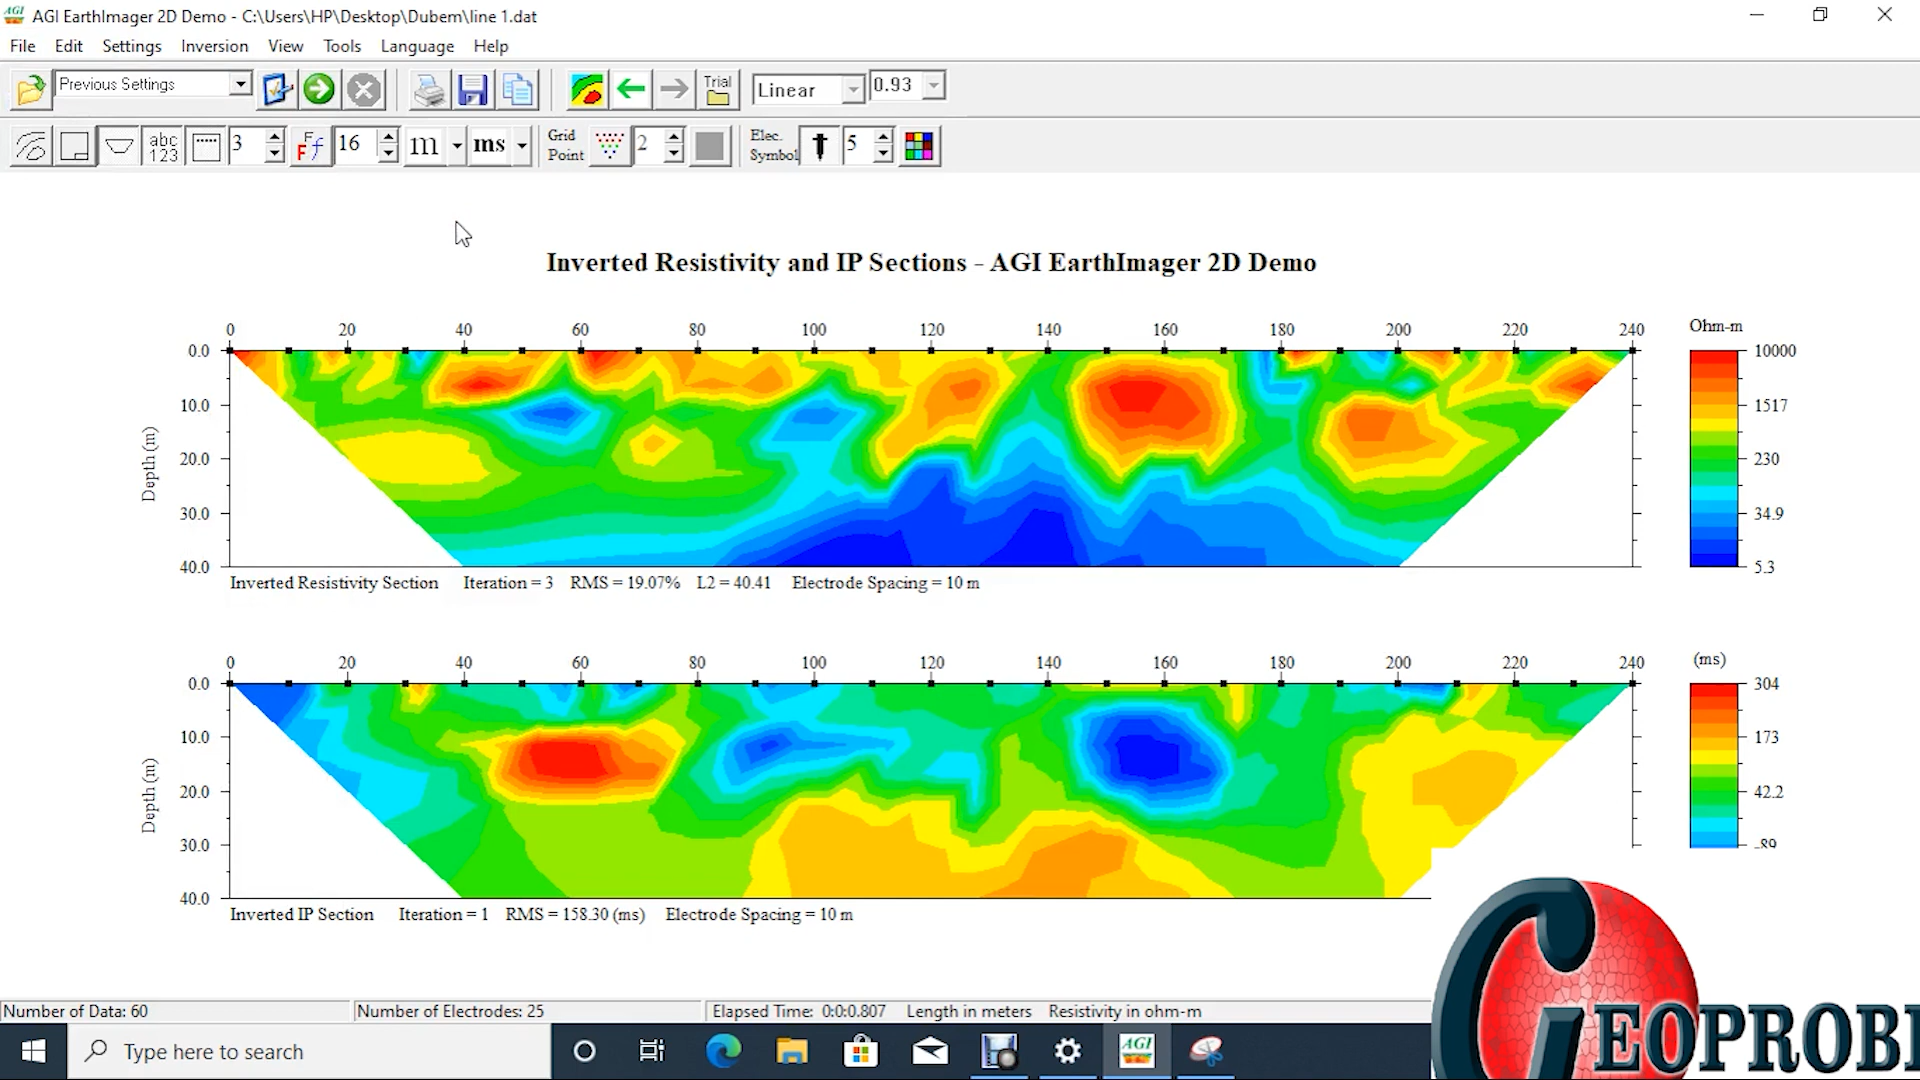 AGI EarthImager 2D Demo - C:\Users\HP\Desktop\Dubem\line 1.dat
File Edit Settings Inversion View Tools Language Help
Previous Settings Trial Linear 0.93
abc 123 3 Ff 16 m ms Grid Point 2 Elec. Symbol 5
Inverted Resistivity and IP Sections - AGI EarthImager 2D Demo
0 20 40 60 80 100 120 140 160 180 200 220 240
Ohm-m
0.0 10000
10.0 1517
20.0 230
30.0 34.9
40.0 5.3
Depth (m)
Inverted Resistivity Section Iteration = 3 RMS = 19.07% L2 = 40.41 Electrode Spacing = 10 m
0 20 40 60 80 100 120 140 160 180 200 220 240
(ms)
0.0 304
10.0 173
20.0 42.2
30.0 -89
40.0
Depth (m)
Inverted IP Section Iteration = 1 RMS = 158.30 (ms) Electrode Spacing = 10 m
Number of Data: 60 Number of Electrodes: 25 Elapsed Time: 0:0:0.807 Length in meters Resistivity in ohm-m
Type here to search
AGI
GEOPROBE